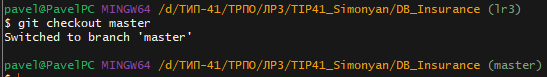 pavel@PavelPC MINGW64 /d/ТИП-41/ТРПО/ЛР3/TIP41_Simonyan/DB_Insurance (lr3)
$ git checkout master
Switched to branch 'master'
pavel@PavelPC MINGW64 /d/ТИП-41/ТРПО/ЛР3/TIP41_Simonyan/DB_Insurance (master)
$